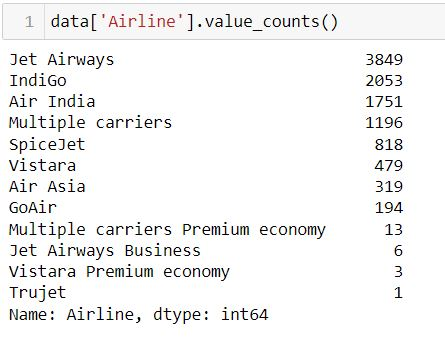 1 data['Airline'].value_counts()
Jet Airways 3849
IndiGo 2053
Air India 1751
Multiple carriers 1196
SpiceJet 818
Vistara 479
Air Asia 319
GoAir 194
Multiple carriers Premium economy 13
Jet Airways Business 6
Vistara Premium economy 3
Trujet 1
Name: Airline, dtype: int64